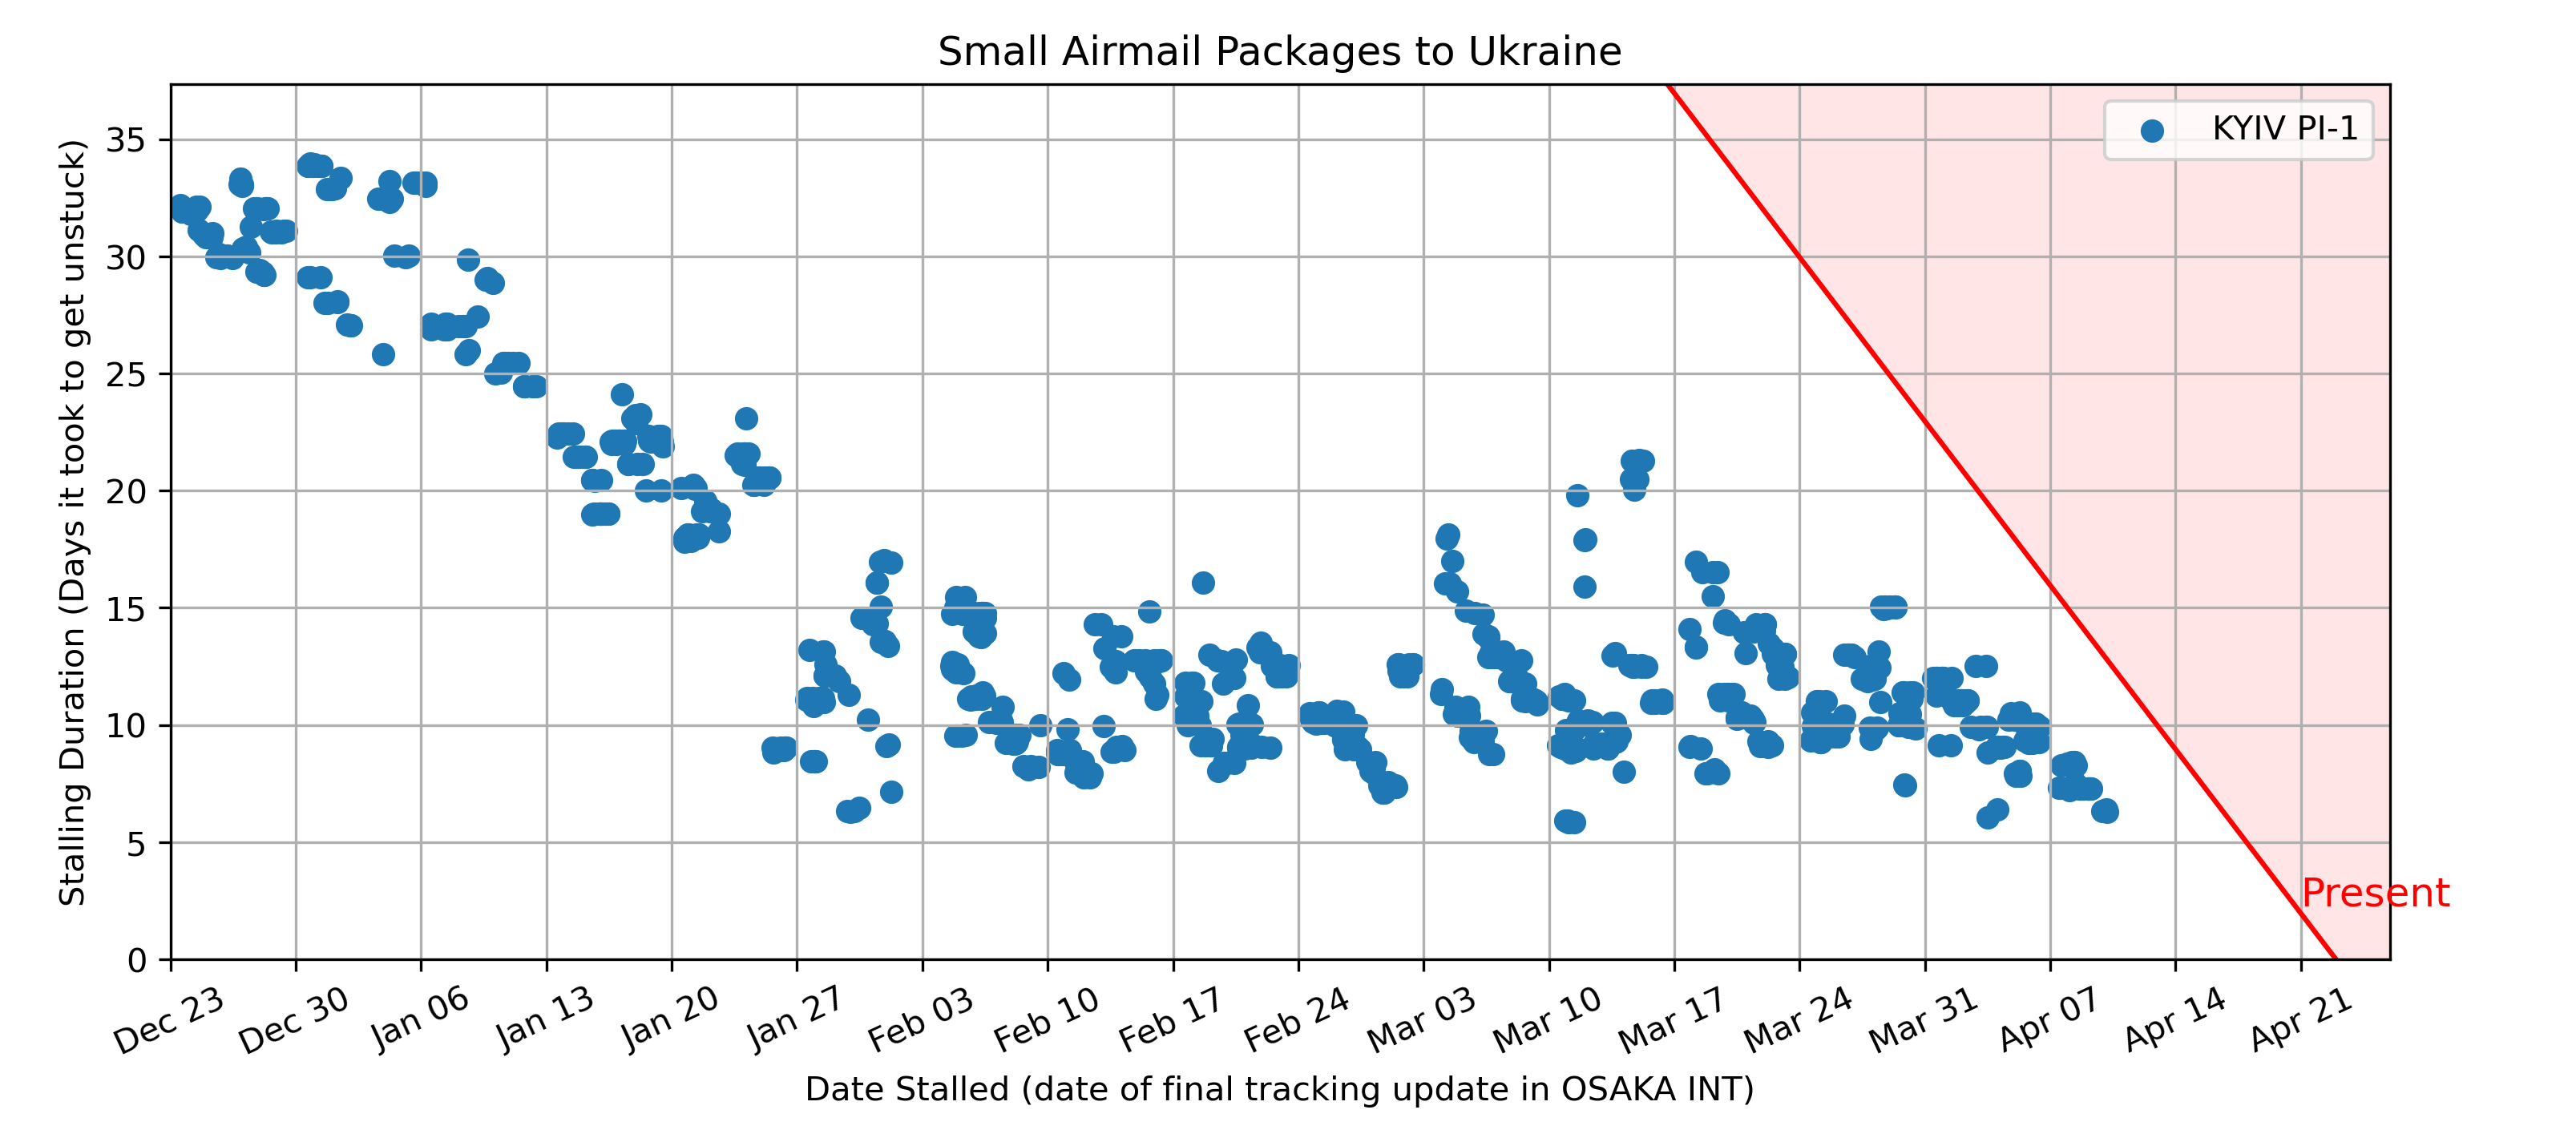 Small Airmail Packages to Ukraine
KYIV PI-1
Stalling Duration (Days it took to get unstuck)
35
30
25
20
15
10
5
0
Present
Dec 23
Dec 30
Jan 06
Jan 13
Jan 20
Jan 27
Feb 03
Feb 10
Feb 17
Feb 24
Mar 03
Mar 10
Mar 17
Mar 24
Mar 31
Apr 07
Apr 14
Apr 21
Date Stalled (date of final tracking update in OSAKA INT)